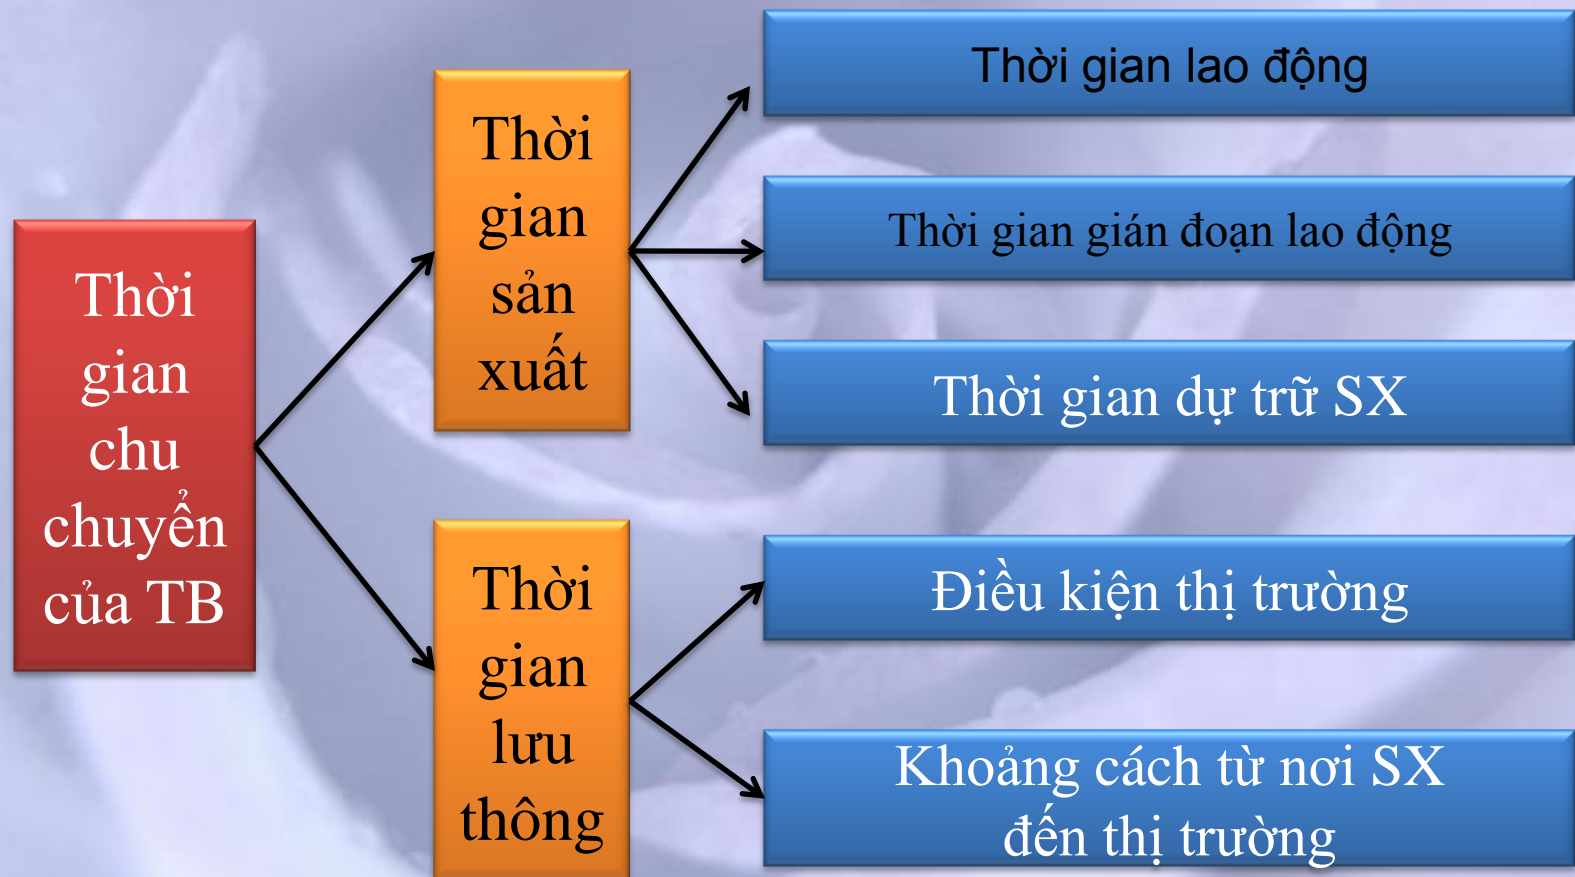 Thời
gian
chu
chuyển
của TB
Thời
gian
sản
xuất
Thời
gian
lưu
thông
Thời gian lao động
Thời gian gián đoạn lao động
Thời gian dự trữ SX
Điều kiện thị trường
Khoảng cách từ nơi SX
đến thị trường